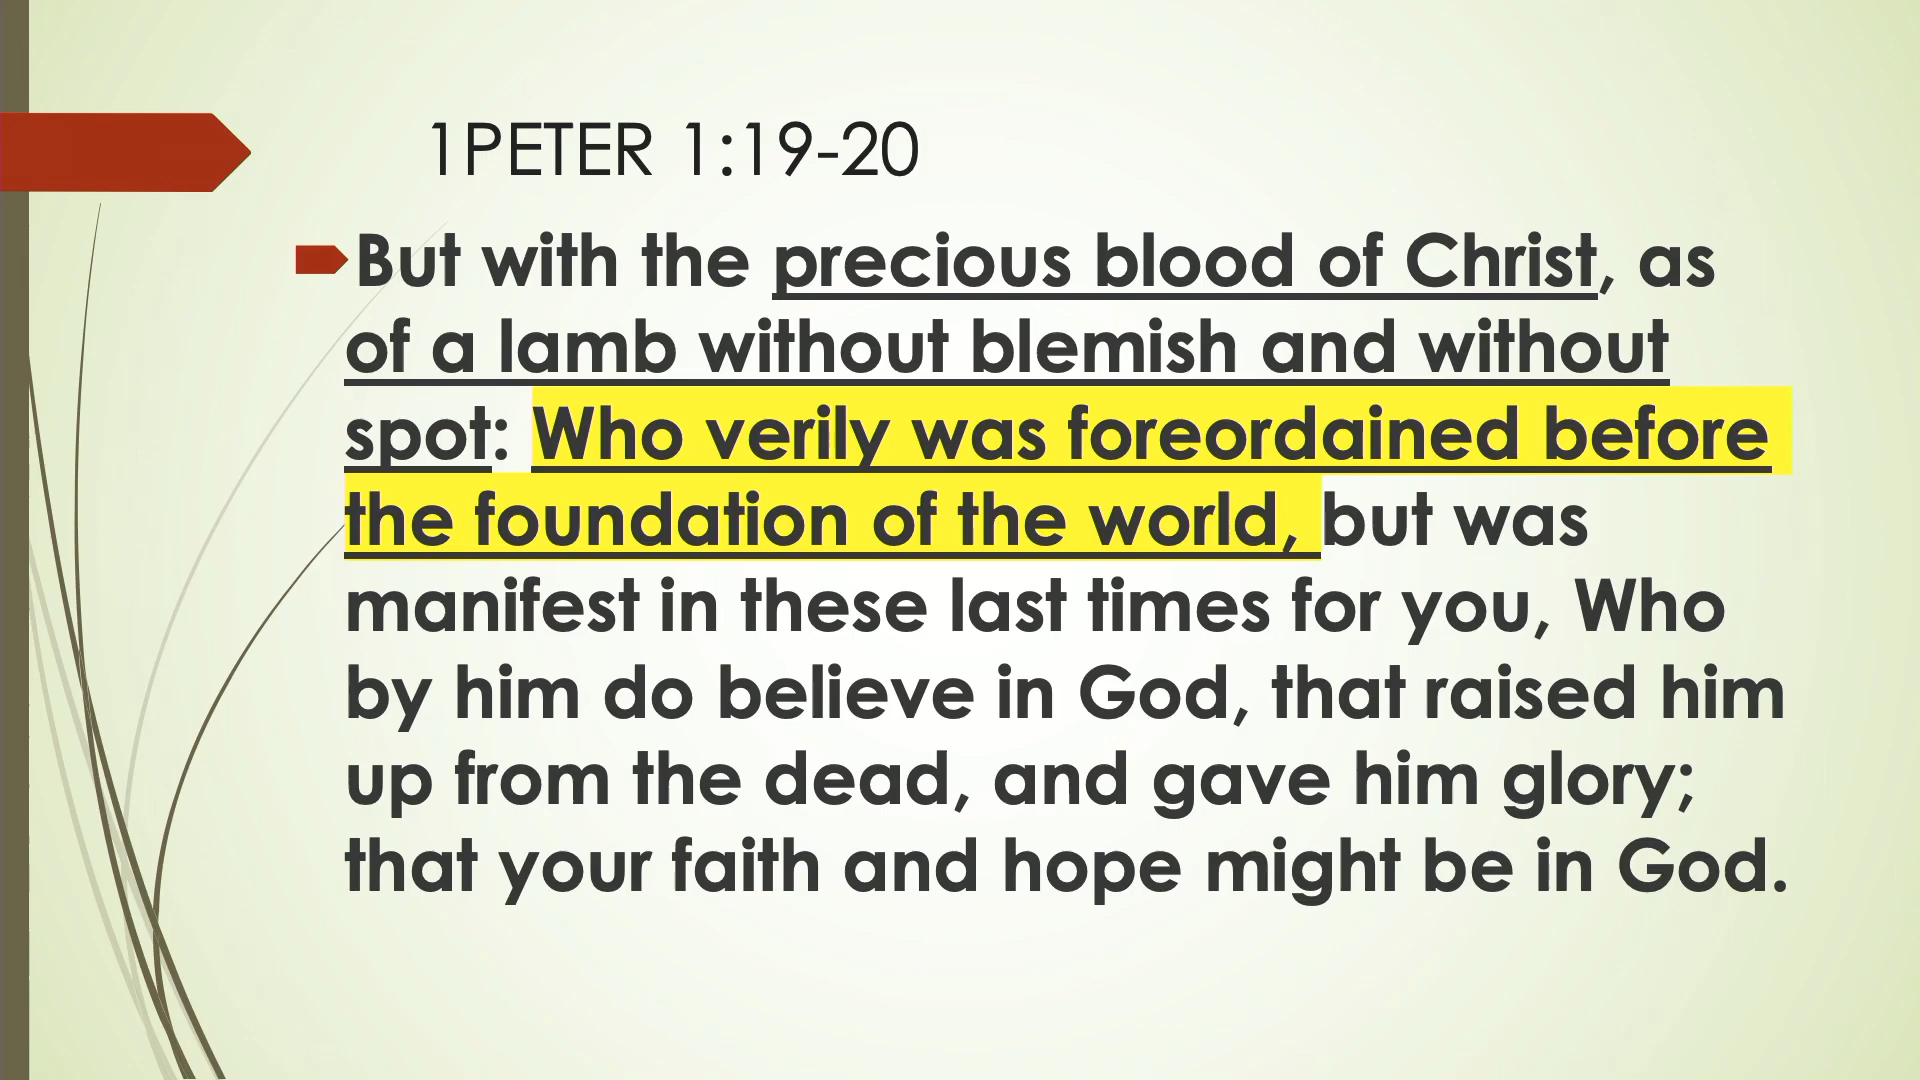 1PETER 1:19-20
But with the precious blood of Christ, as
of a lamb without blemish and without
spot: Who verily was foreordained before
the foundation of the world, but was
manifest in these last times for you, Who
by him do believe in God, that raised him
up from the dead, and gave him glory;
that your faith and hope might be in God.